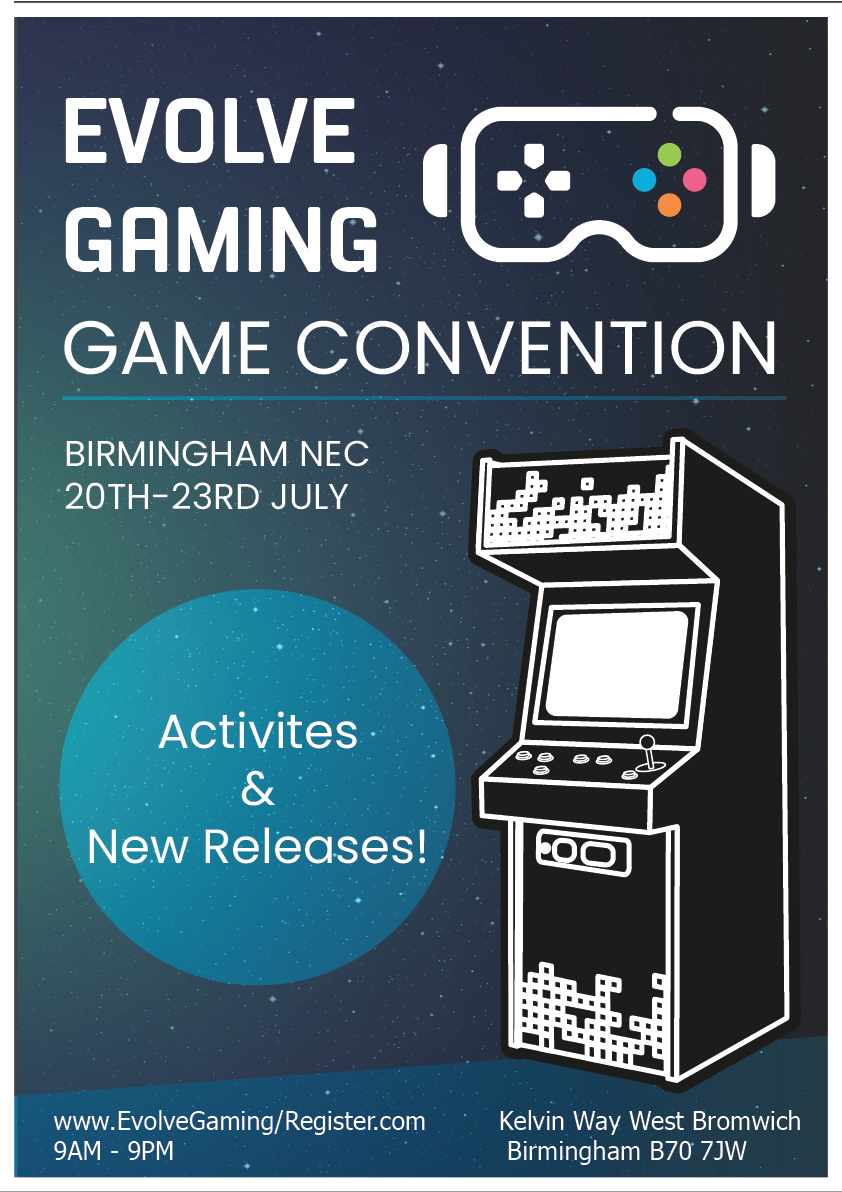 EVOLVE
GAMING
GAME CONVENTION
BIRMINGHAM NEC
20TH-23RD JULY
Activites
&
New Releases!
www.EvolveGaming/Register.com
9AM - 9PM
Kelvin Way West Bromwich
Birmingham B70 7JW